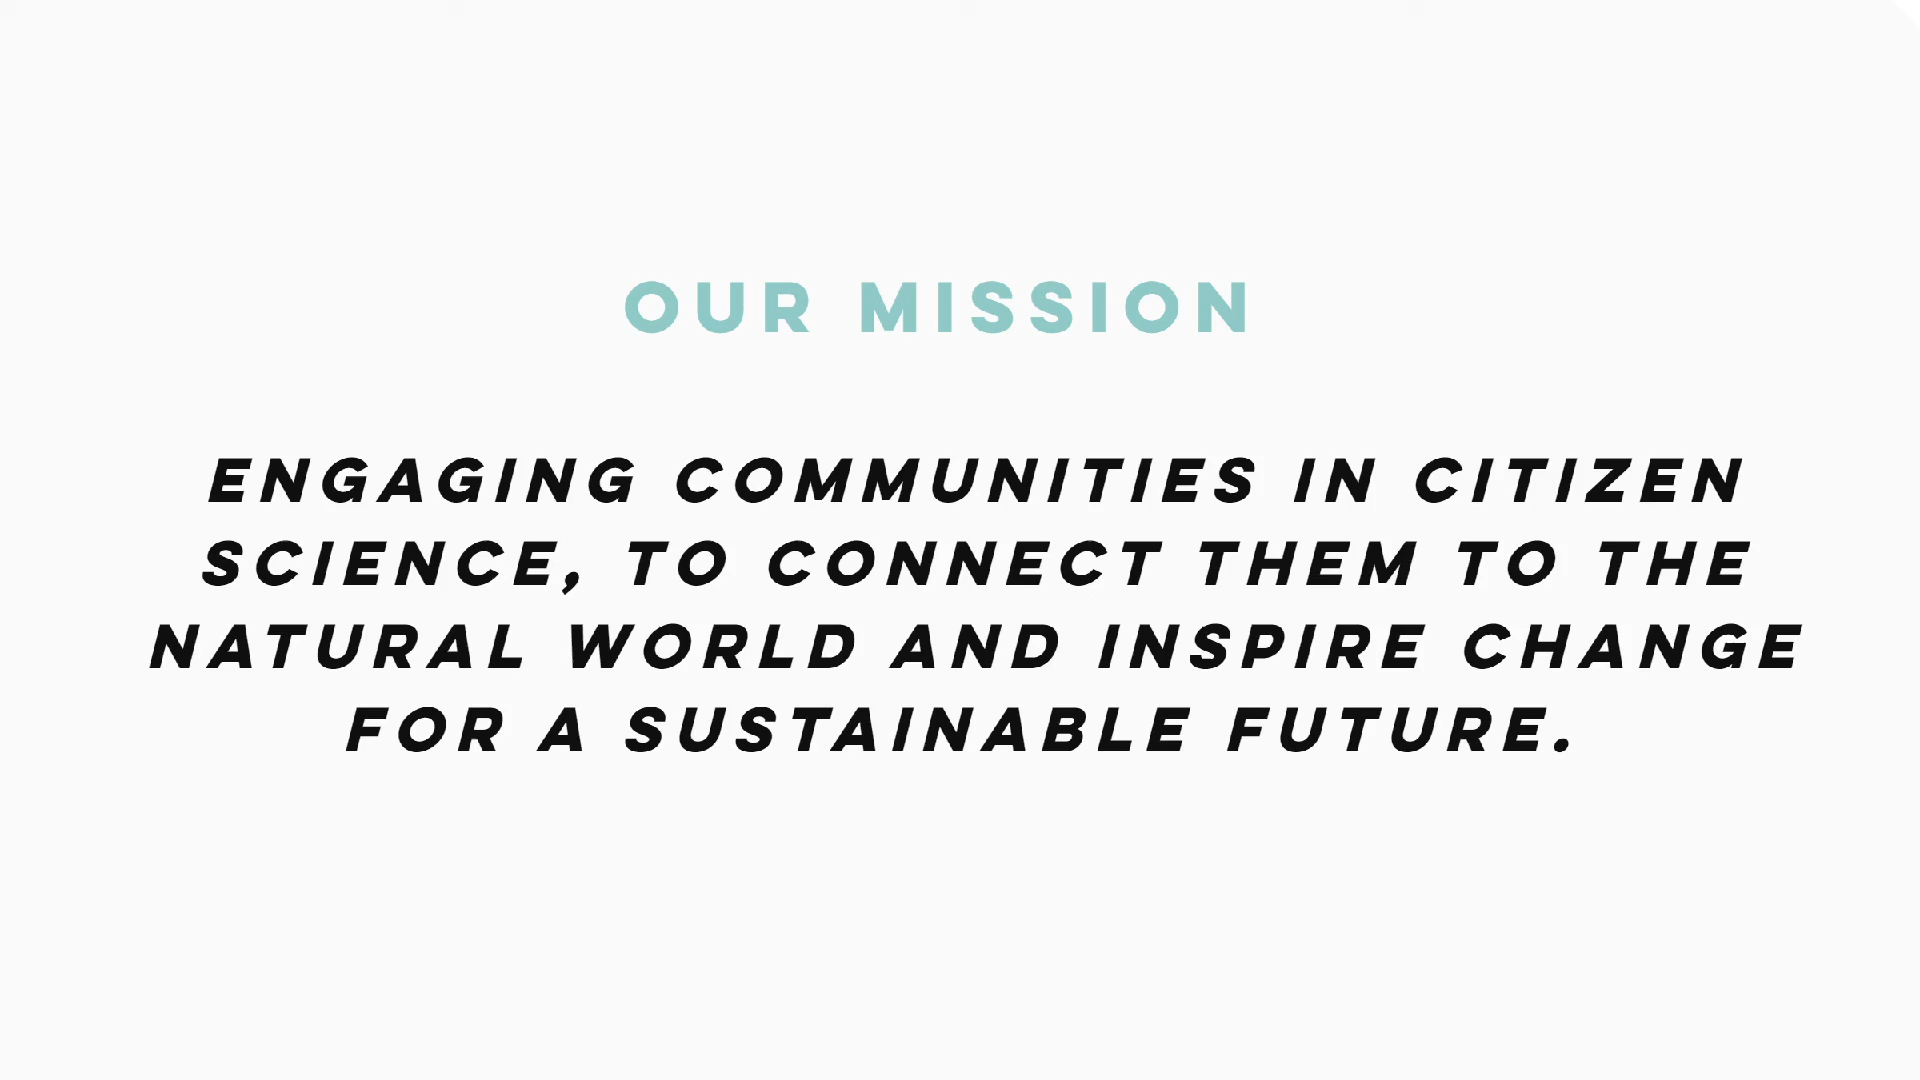 OUR MISSION
ENGAGING COMMUNITIES IN CITIZEN
SCIENCE, TO CONNECT THEM TO THE
NATURAL WORLD AND INSPIRE CHANGE
FOR A SUSTAINABLE FUTURE.